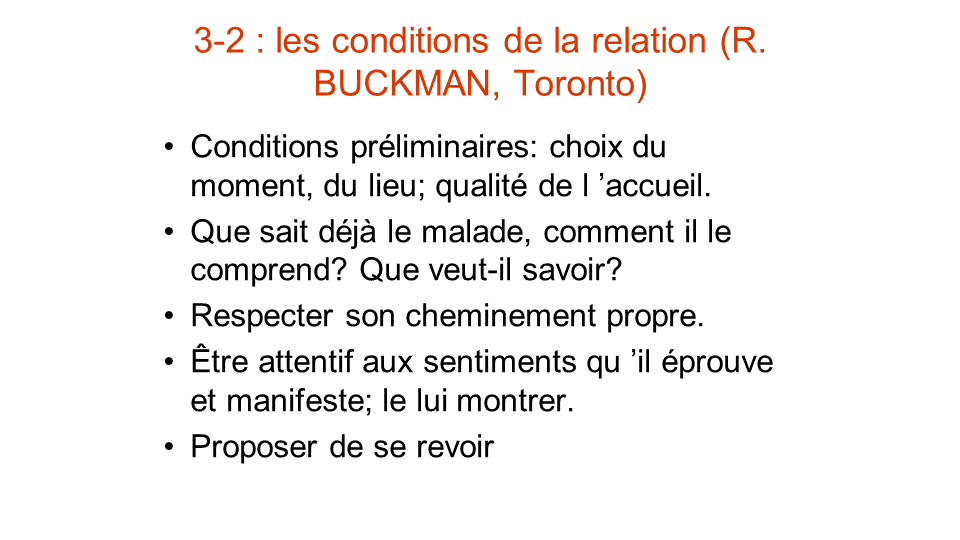 3-2 : les conditions de la relation (R.
BUCKMAN, Toronto)
• Conditions préliminaires: choix du
moment, du lieu; qualité de l ’accueil.
• Que sait déjà le malade, comment il le
comprend? Que veut-il savoir?
• Respecter son cheminement propre.
• Être attentif aux sentiments qu ’il éprouve
et manifeste; le lui montrer.
• Proposer de se revoir